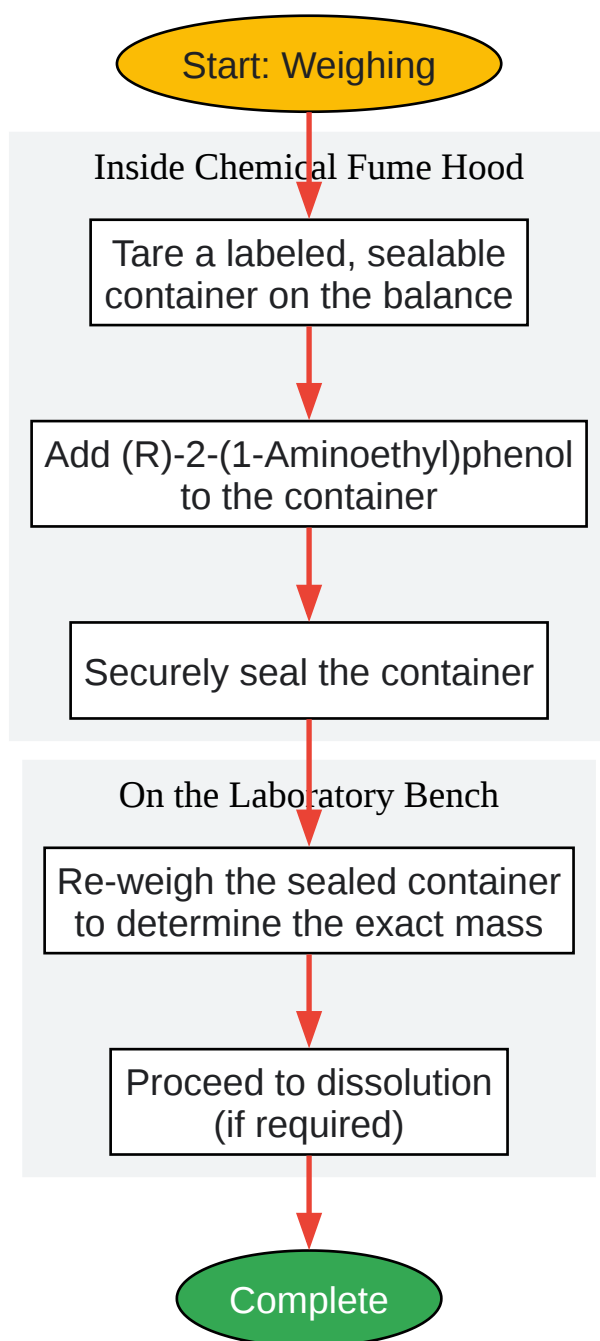 Start: Weighing
Inside Chemical Fume Hood
Tare a labeled, sealable
container on the balance
Add (R)-2-(1-Aminoethyl)phenol
to the container
Securely seal the container
On the Laboratory Bench
Re-weigh the sealed container
to determine the exact mass
Proceed to dissolution
(if required)
Complete